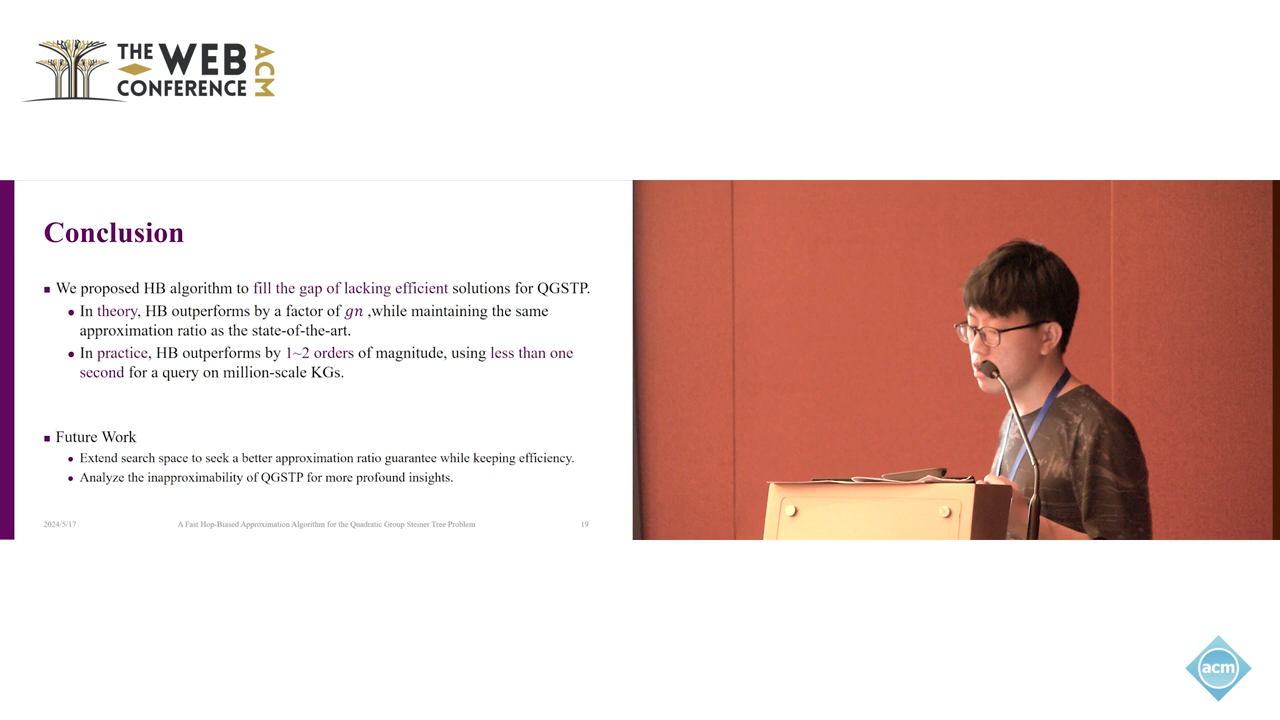 THE WEB
CONFERENCE
ACM
Conclusion
We proposed HB algorithm to fill the gap of lacking efficient solutions for QGSTP.
In theory, HB outperforms by a factor of gn ,while maintaining the same
approximation ratio as the state-of-the-art.
In practice, HB outperforms by 1~2 orders of magnitude, using less than one
second for a query on million-scale KGs.
Future Work
Extend search space to seek a better approximation ratio guarantee while keeping efficiency.
Analyze the inapproximability of QGSTP for more profound insights.
2024/5/17
A Fast Hop-Biased Approximation Algorithm for the Quadratic Group Steiner Tree Problem
19
acm